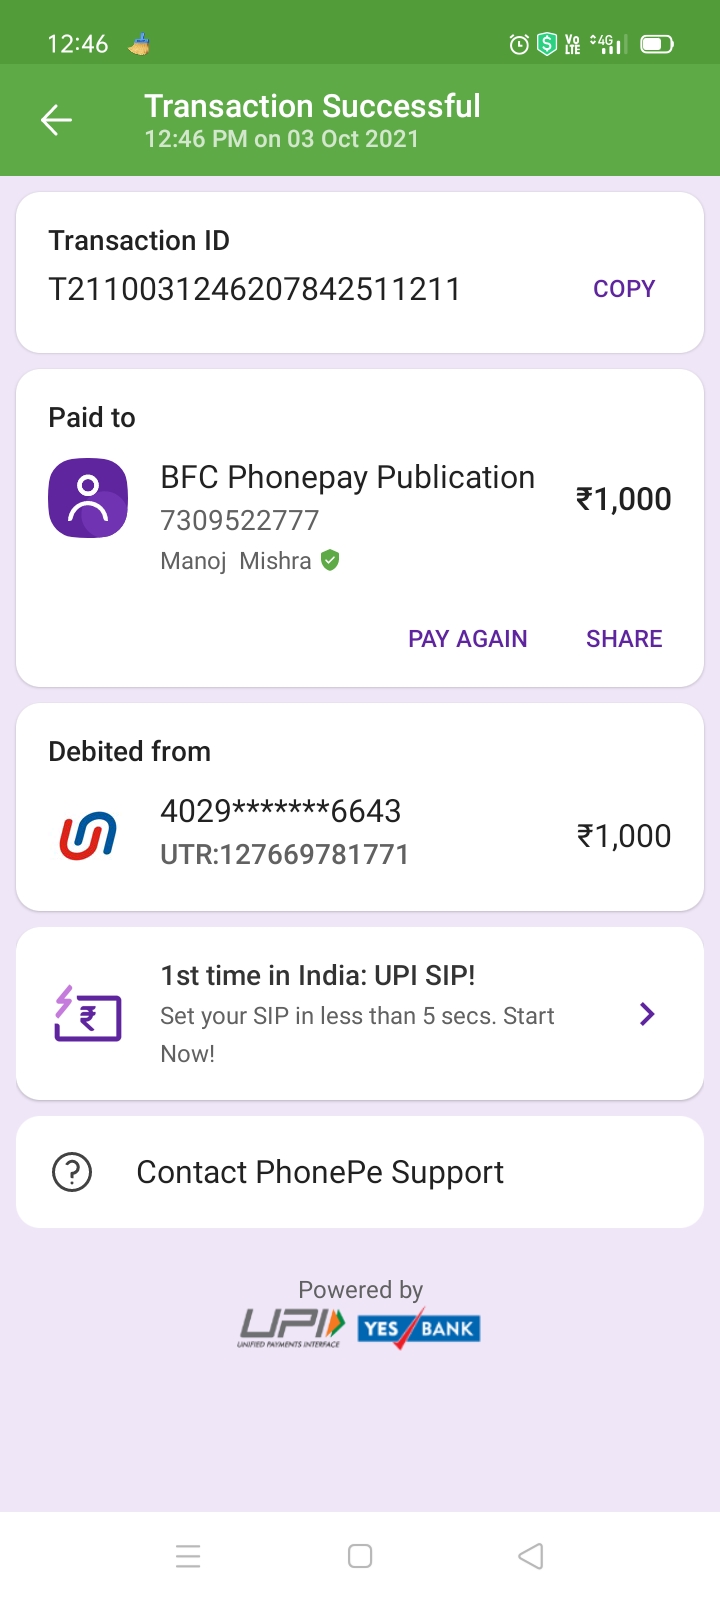 12:46
Vo
LTE
4G
Transaction Successful
12:46 PM on 03 Oct 2021
Transaction ID
T2110031246207842511211
COPY
Paid to
BFC Phonepay Publication
₹1,000
7309522777
Manoj Mishra
PAY AGAIN
SHARE
Debited from
4029*******6643
₹1,000
UTR:127669781771
1st time in India: UPI SIP!
Set your SIP in less than 5 secs. Start
Now!
Contact PhonePe Support
Powered by
UPI
UNIFIED PAYMENTS INTERFACE
YES BANK